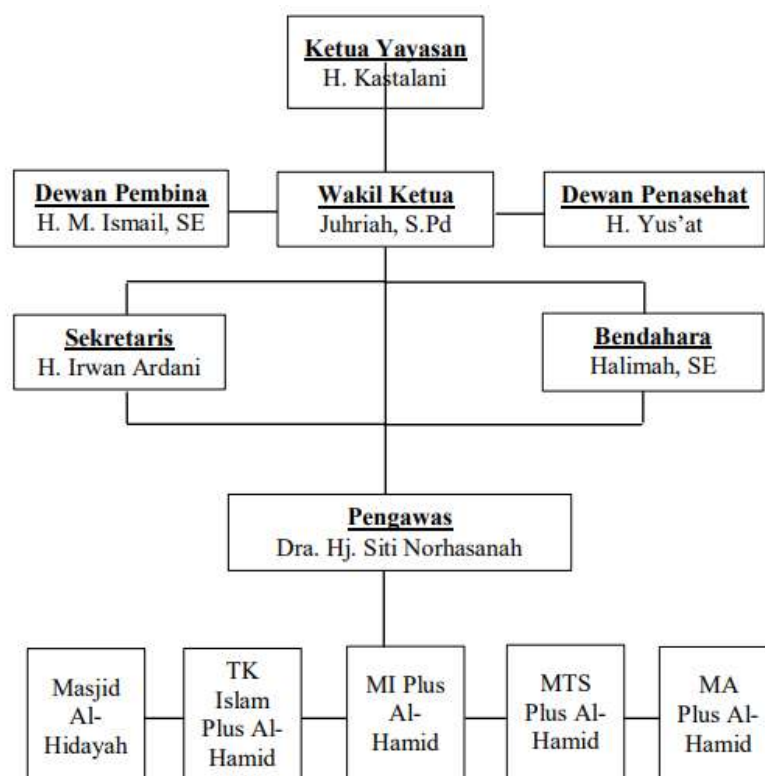 Ketua Yayasan
H. Kastalani
Dewan Pembina
H. M. Ismail, SE
Wakil Ketua
Juhriah, S.Pd
Dewan Penasehat
H. Yus’at
Sekretaris
H. Irwan Ardani
Bendahara
Halimah, SE
Pengawas
Dra. Hj. Siti Norhasanah
Masjid
Al-
Hidayah
TK
Islam
Plus Al-
Hamid
MI Plus
Al-
Hamid
MTS
Plus Al-
Hamid
MA
Plus Al-
Hamid